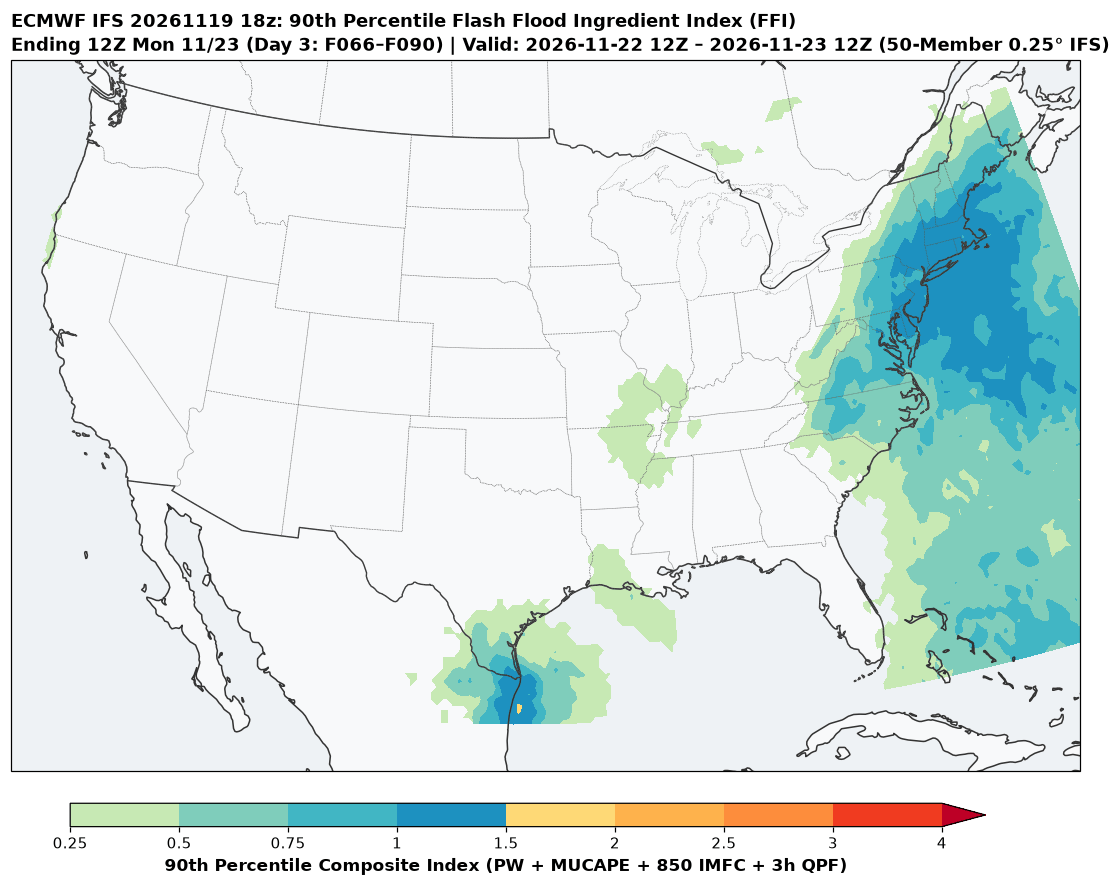 ECMWF IFS 20261119 18z: 90th Percentile Flash Flood Ingredient Index (FFI)
Ending 12Z Mon 11/23 (Day 3: F066–F090) | Valid: 2026-11-22 12Z – 2026-11-23 12Z (50-Member 0.25° IFS)
0.25 0.5 0.75 1 1.5 2 2.5 3 4
90th Percentile Composite Index (PW + MUCAPE + 850 IMFC + 3h QPF)